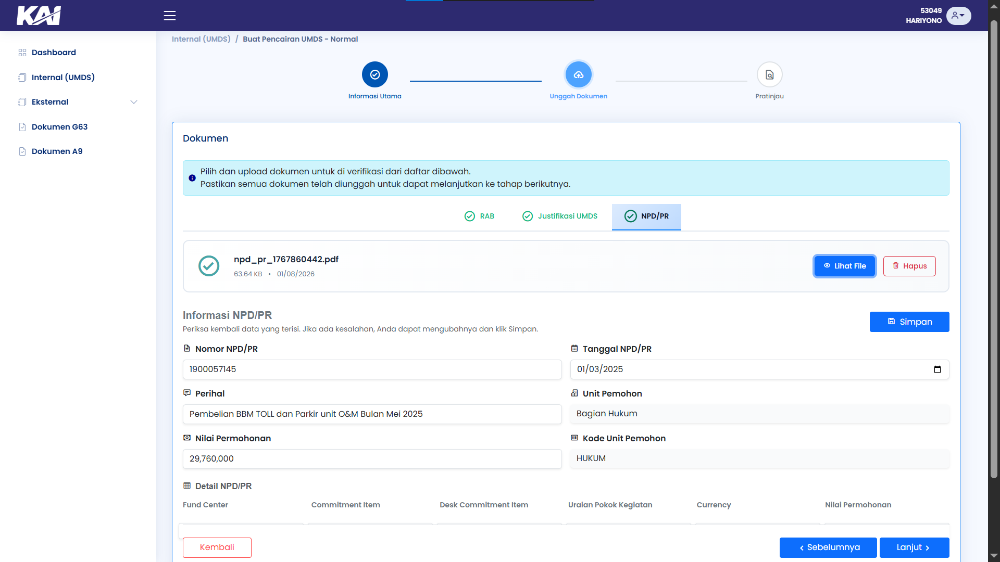 KAI
53049
HARIYONO
Dashboard
Internal (UMDS)
Eksternal
Dokumen G63
Dokumen A9
Internal (UMDS) / Buat Pencairan UMDS - Normal
Informasi Utama
Unggah Dokumen
Pratinjau
Dokumen
Pilih dan upload dokumen untuk di verifikasi dari daftar dibawah.
Pastikan semua dokumen telah diunggah untuk dapat melanjutkan ke tahap berikutnya.
RAB
Justifikasi UMDS
NPD/PR
npd_pr_1767860442.pdf
63.64 KB • 01/08/2026
Lihat File
Hapus
Informasi NPD/PR
Periksa kembali data yang terisi. Jika ada kesalahan, Anda dapat mengubahnya dan klik Simpan.
Simpan
Nomor NPD/PR
1900057145
Tanggal NPD/PR
01/03/2025
Perihal
Pembelian BBM TOLL dan Parkir unit O&M Bulan Mei 2025
Unit Pemohon
Bagian Hukum
Nilai Permohonan
29,760,000
Kode Unit Pemohon
HUKUM
Detail NPD/PR
Fund Center
Commitment Item
Desk Commitment Item
Uraian Pokok Kegiatan
Currency
Nilai Permohonan
Kembali
Sebelumnya
Lanjut